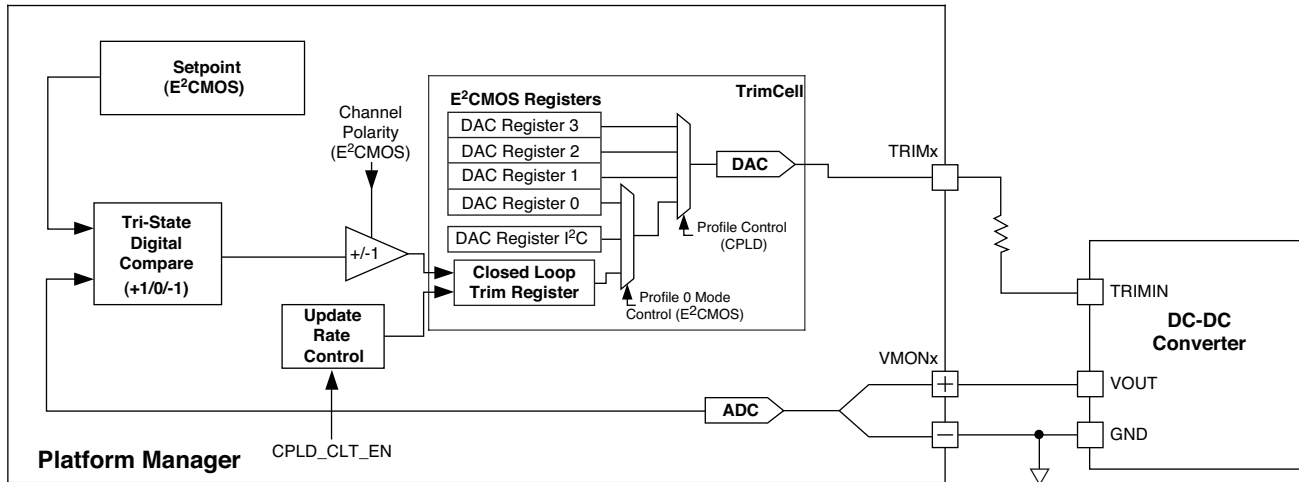 Setpoint
(E²CMOS)
Channel
Polarity
(E²CMOS)
E²CMOS Registers
TrimCell
DAC Register 3
DAC Register 2
DAC Register 1
DAC Register 0
DAC Register I²C
Closed Loop
Trim Register
DAC
Profile Control
(CPLD)
Profile 0 Mode
Control (E²CMOS)
Tri-State
Digital
Compare
(+1/0/-1)
+/-1
Update
Rate
Control
CPLD_CLT_EN
ADC
Platform Manager
TRIMx
VMONx
+
−
TRIMIN
DC-DC
Converter
VOUT
GND